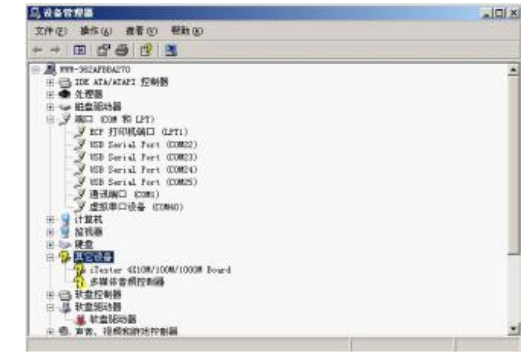 设备管理器
文件(F) 操作(A) 查看(V) 帮助(H)
WWW-362AFBBA270
IDE ATA/ATAPI 控制器
处理器
磁盘驱动器
端口 (COM 和 LPT)
ECP 打印机端口 (LPT1)
USB Serial Port (COM22)
USB Serial Port (COM23)
USB Serial Port (COM24)
USB Serial Port (COM25)
通讯端口 (COM1)
虚拟串口设备 (COM40)
计算机
监视器
键盘
其它设备
iTester 4X10M/100M/1000M Board
多媒体音频控制器
软盘控制器
软盘驱动器
软盘驱动器
声音、视频和游戏控制器